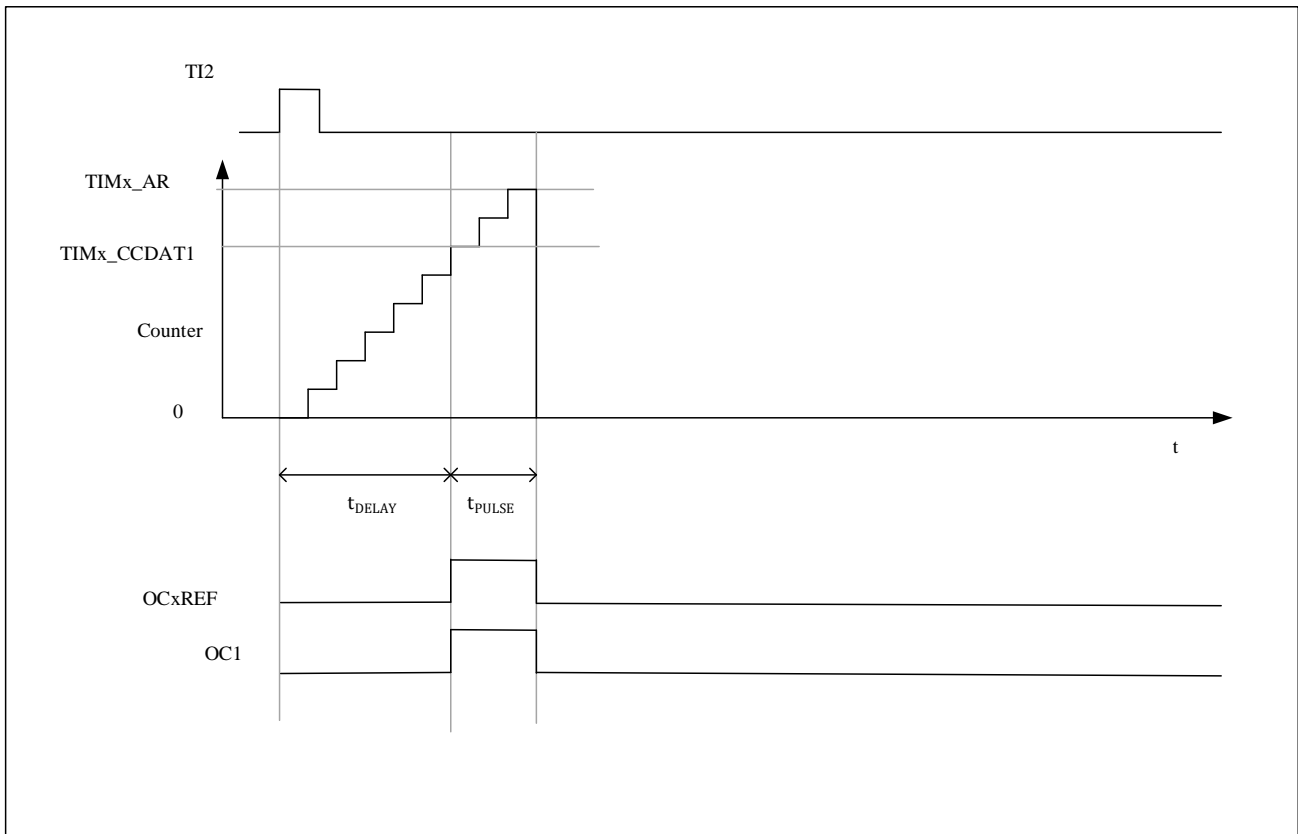 TI2
TIMx_AR
TIMx_CCDAT1
Counter
0
t
tDELAY tPULSE
OCxREF
OC1